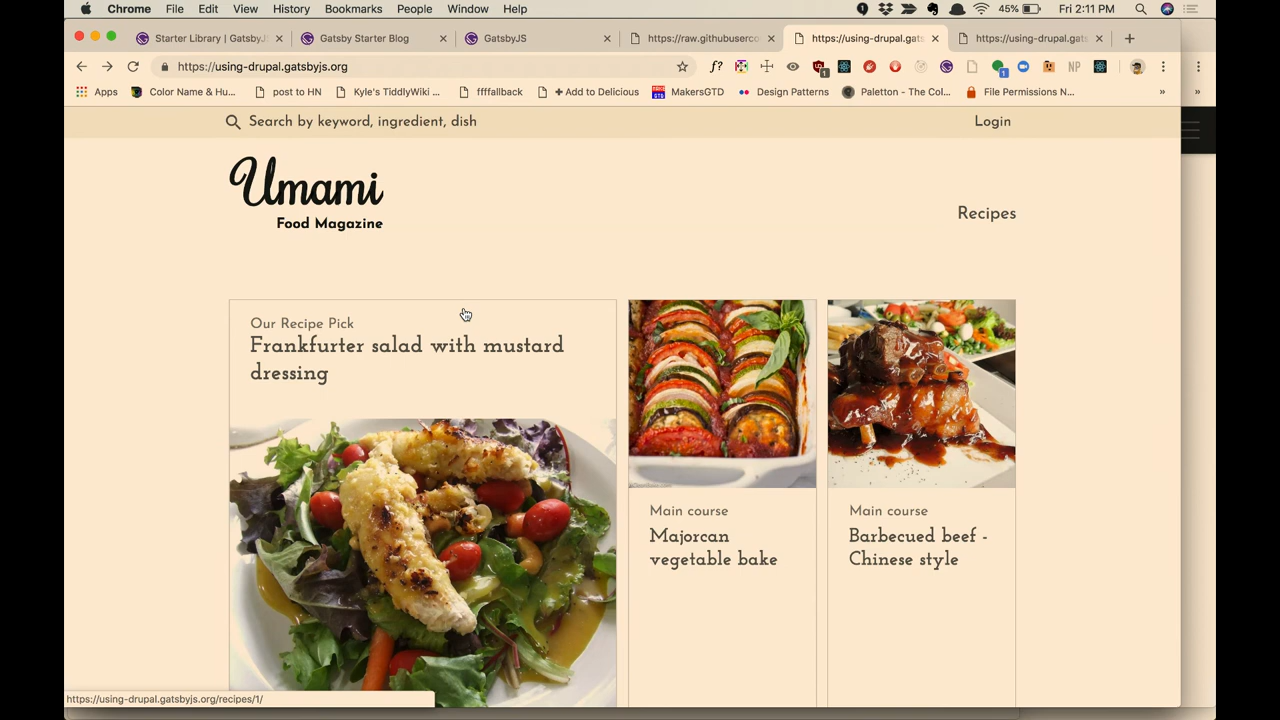 Chrome File Edit View History Bookmarks People Window Help 45% Fri 2:11 PM
Starter Library | GatsbyJ Gatsby Starter Blog GatsbyJS https://raw.githubuserco https://using-drupal.gats https://using-drupal.gats
https://using-drupal.gatsbyjs.org f? 1 1 NP
Apps Color Name & Hu... post to HN Kyle's TiddlyWiki ... ffffallback + Add to Delicious MakersGTD Design Patterns Paletton - The Col... File Permissions N... » »
Search by keyword, ingredient, dish Login
Umami
Food Magazine
Recipes
Our Recipe Pick
Frankfurter salad with mustard
dressing
Main course
Majorcan
vegetable bake
Main course
Barbecued beef -
Chinese style
https://using-drupal.gatsbyjs.org/recipes/1/